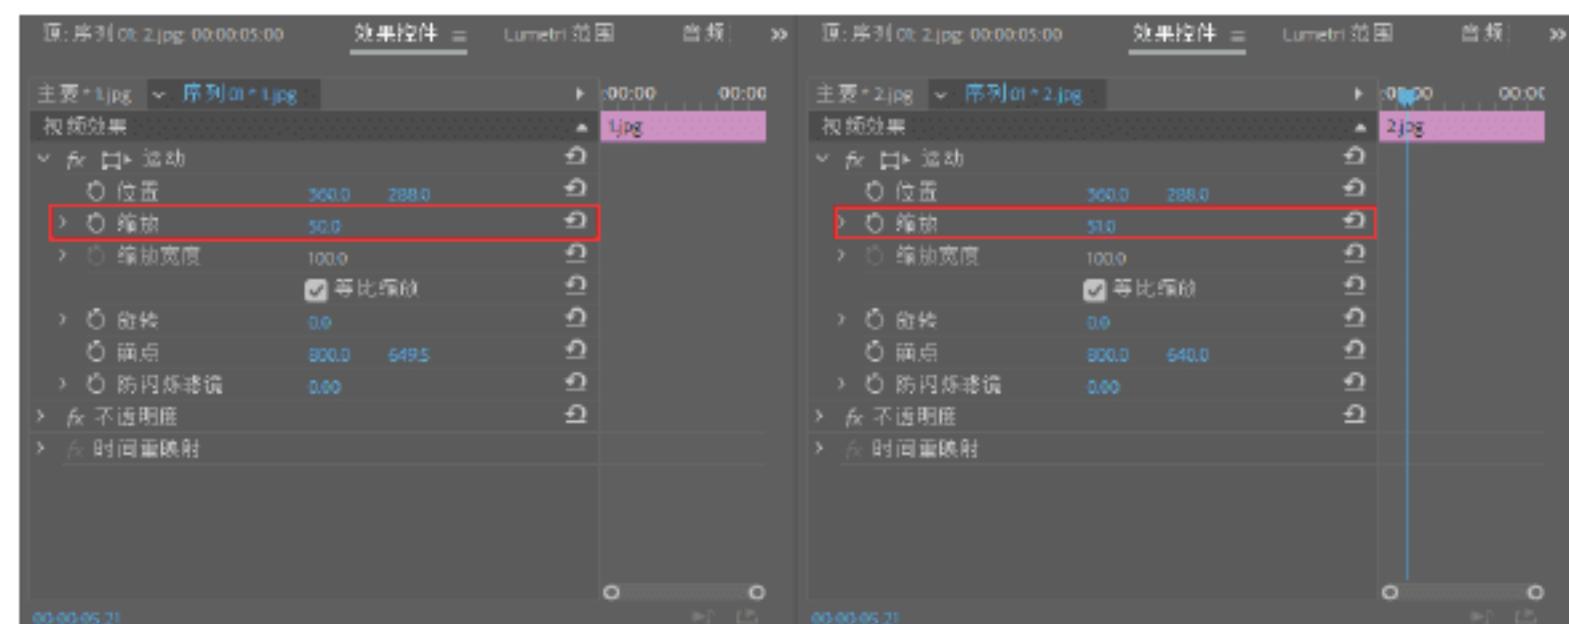 源: 序列 01: 2.jpg: 00:00:05:00 效果控件 Lumetri 范围 音频
主要 * 1.jpg 序列 01 * 1.jpg :00:00 00:00
视频效果 1.jpg
fx 运动
位置 360.0 288.0
缩放 50.0
缩放宽度 100.0
等比缩放
旋转 0.0
锚点 800.0 649.5
防闪烁滤镜 0.00
fx 不透明度
fx 时间重映射
00:00:05:21
源: 序列 01: 2.jpg: 00:00:05:00 效果控件 Lumetri 范围 音频
主要 * 2.jpg 序列 01 * 2.jpg 00:00
视频效果 2.jpg
fx 运动
位置 360.0 288.0
缩放 51.0
缩放宽度 100.0
等比缩放
旋转 0.0
锚点 800.0 640.0
防闪烁滤镜 0.00
fx 不透明度
fx 时间重映射
00:00:05:21